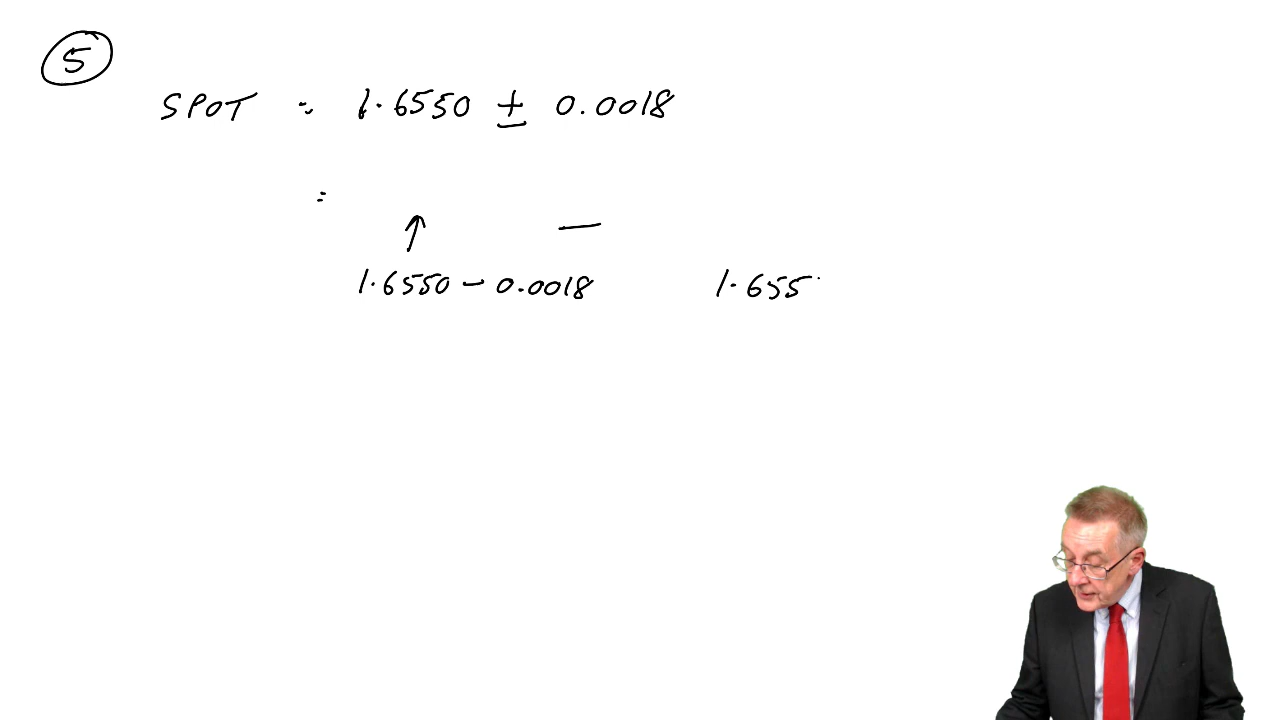 5
SPOT = 1.6550 ± 0.0018
= —
↑
1.6550 - 0.0018 1.655